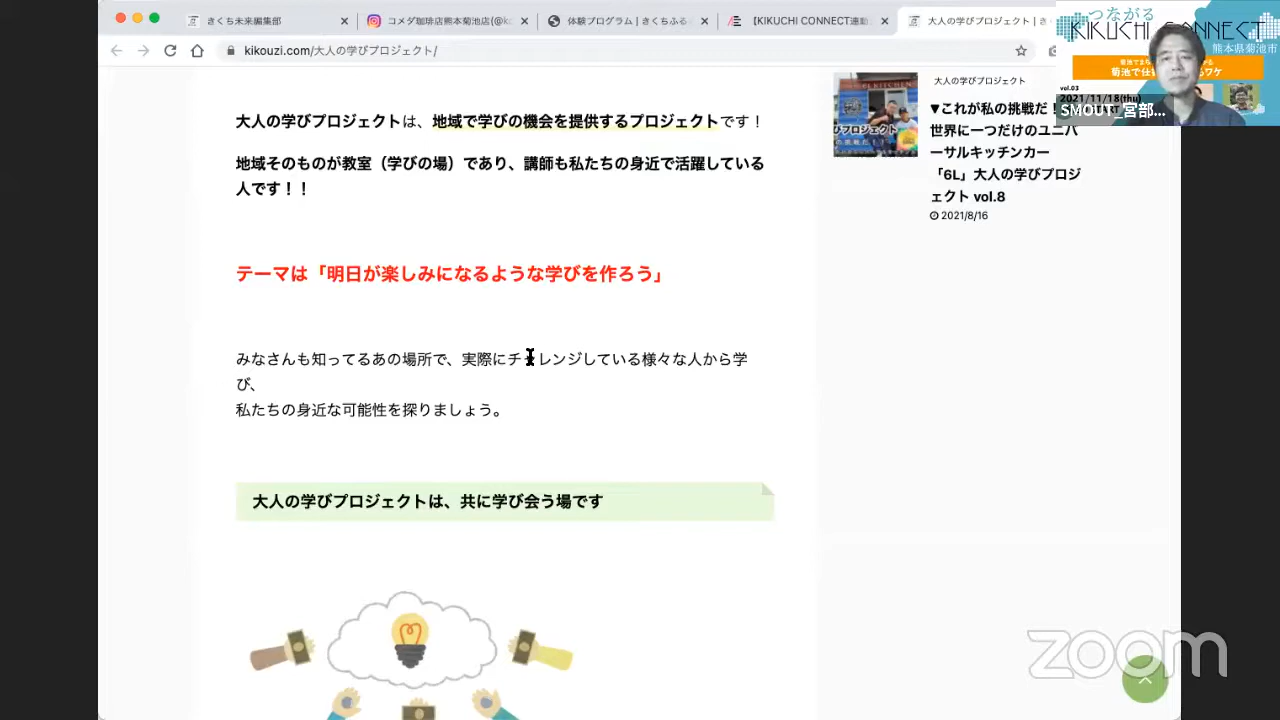 きくち未来編集部
コメダ珈琲店熊本菊池店(@kc
体験プログラム | きくちふる
【KIKUCHI CONNECT連動
大人の学びプロジェクト | き
kikouzi.com/大人の学びプロジェクト/
大人の学びプロジェクトは、地域で学びの機会を提供するプロジェクトです！
地域そのものが教室（学びの場）であり、講師も私たちの身近で活躍している
人です！！
テーマは「明日が楽しみになるような学びを作ろう」
みなさんも知ってるあの場所で、実際にチャレンジしている様々な人から学
び、
私たちの身近な可能性を探りましょう。
大人の学びプロジェクトは、共に学び会う場です
大人の学びプロジェクト
▼これが私の挑戦だ！
世界に一つだけのユニバ
ーサルキッチンカー
「6L」大人の学びプロジ
ェクト vol.8
2021/8/16
つながる
KIKUCHI CONNECT
熊本県菊池市
菊池で仕
ワケ
vol.03
2021/11/18(thu)
SMOUT_宮部...
zoom